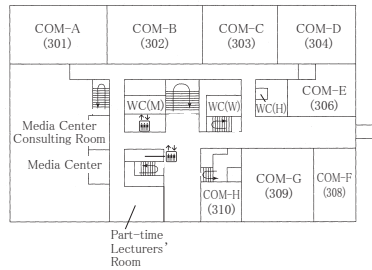 COM-A
(301)
COM-B
(302)
COM-C
(303)
COM-D
(304)
COM-E
(306)
WC(M)
WC(W)
WC(H)
Media Center
Consulting Room
Media Center
COM-H
(310)
COM-G
(309)
COM-F
(308)
Part-time
Lecturers'
Room